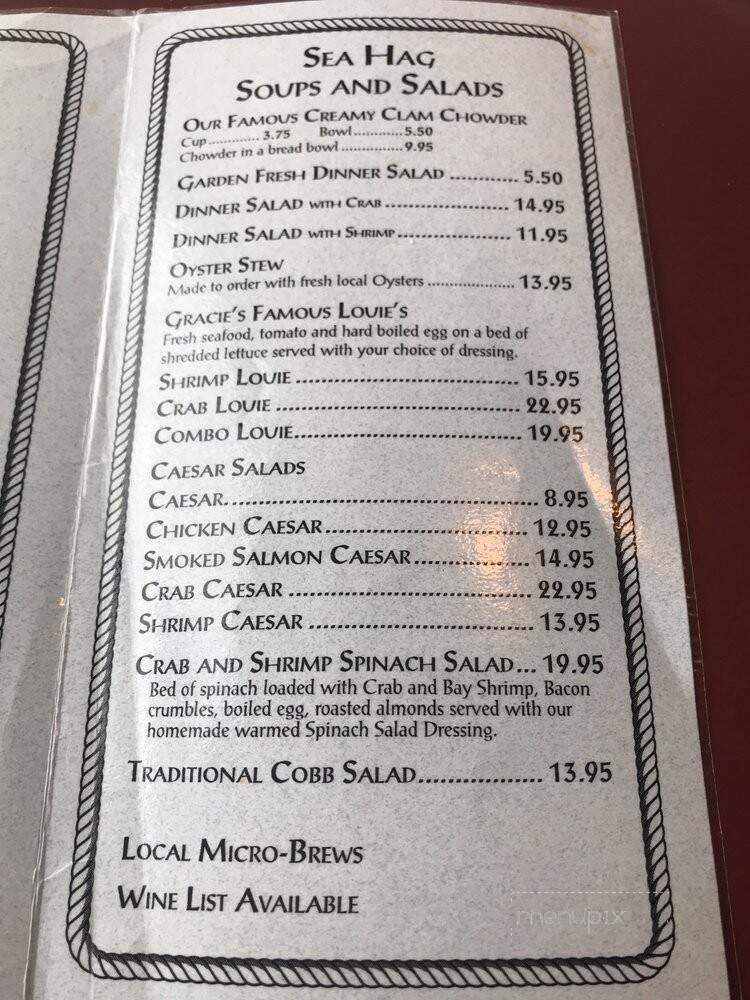 Sea Hag
Soups and Salads
Our Famous Creamy Clam Chowder
Cup............. 3.75 Bowl............5.50
Chowder in a bread bowl ...............9.95
Garden Fresh Dinner Salad ............ 5.50
Dinner Salad with Crab...................... 14.95
Dinner Salad with Shrimp.................... 11.95
Oyster Stew
Made to order with fresh local Oysters ..................... 13.95
Gracie's Famous Louie's
Fresh seafood, tomato and hard boiled egg on a bed of
shredded lettuce served with your choice of dressing.
Shrimp Louie ....................................... 15.95
Crab Louie ........................................... 22.95
Combo Louie........................................ 19.95
Caesar Salads
Caesar..................................................... 8.95
Chicken Caesar.................................... 12.95
Smoked Salmon Caesar.................... 14.95
Crab Caesar .......................................... 22.95
Shrimp Caesar ...................................... 13.95
Crab and Shrimp Spinach Salad... 19.95
Bed of spinach loaded with Crab and Bay Shrimp, Bacon
crumbles, boiled egg, roasted almonds served with our
homemade warmed Spinach Salad Dressing.
Traditional Cobb Salad.................. 13.95
Local Micro-Brews
Wine List Available
menupix